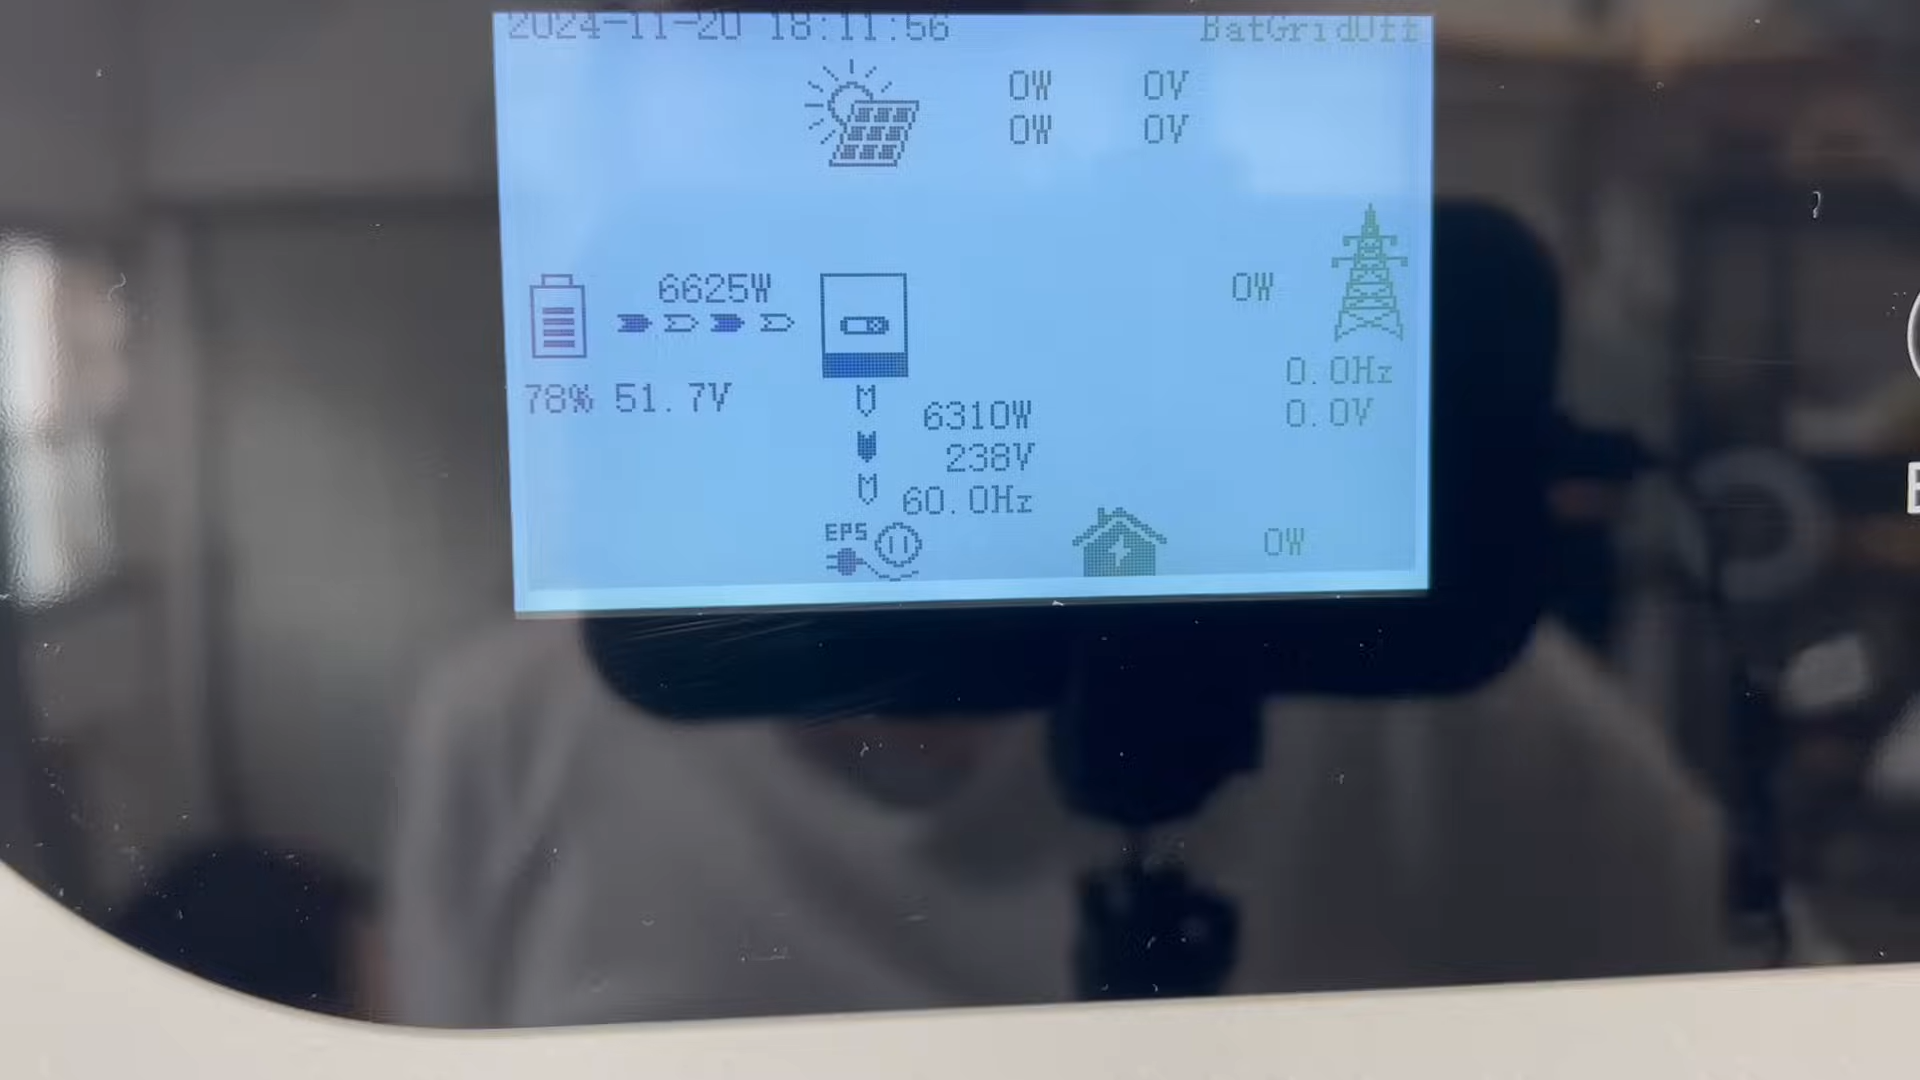 2024-11-20 18:11:56 BatGridOff
0W 0V
0W 0V
6625W
0W
78% 51.7V
0.0Hz
0.0V
6310W
238V
60.0Hz
EPS
0W